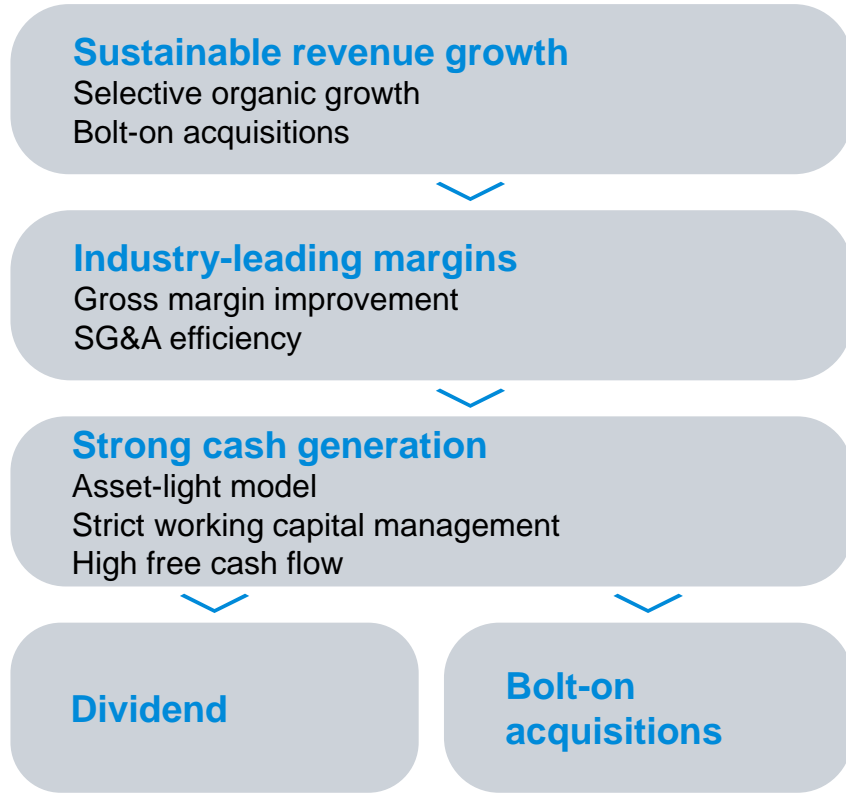 Sustainable revenue growth
Selective organic growth
Bolt-on acquisitions
Industry-leading margins
Gross margin improvement
SG&A efficiency
Strong cash generation
Asset-light model
Strict working capital management
High free cash flow
Dividend
Bolt-on
acquisitions